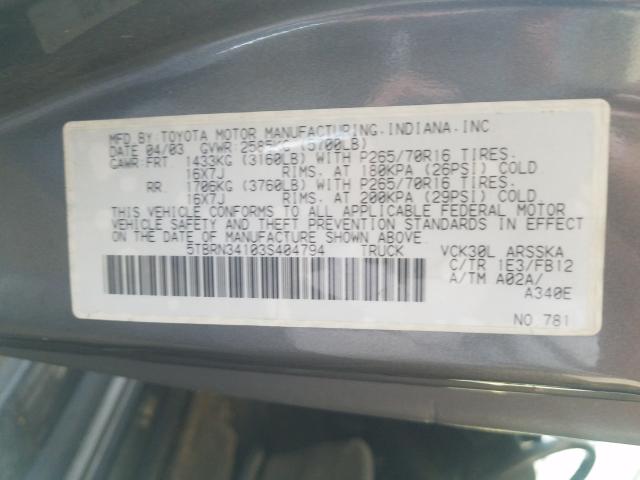 MFD.BY:TOYOTA MOTOR MANUFACTURING.INDIANA.INC
DATE 04/03 GVWR (5700LB)
GAWR:FRT 1433KG (3160LB) WITH P265/70R16 TIRES.
16X7J RIMS. AT 180KPA (26PSI) COLD
RR. 1706KG (3760LB) WITH P265/70R16 TIRES.
16X7J RIMS. AT 200KPA (29PSI) COLD.
THIS VEHICLE CONFORMS TO ALL APPLICABLE FEDERAL MOTOR
VEHICLE SAFETY AND THEFT PREVENTION STANDARDS IN EFFECT
ON THE DATE OF MANUFACTURE SHOWN ABOVE.
5TBRN34103S404794 TRUCK VCK30L ARSSKA
C/TR 1E3/FB12
A/TM A02A/
A340E
NO.781